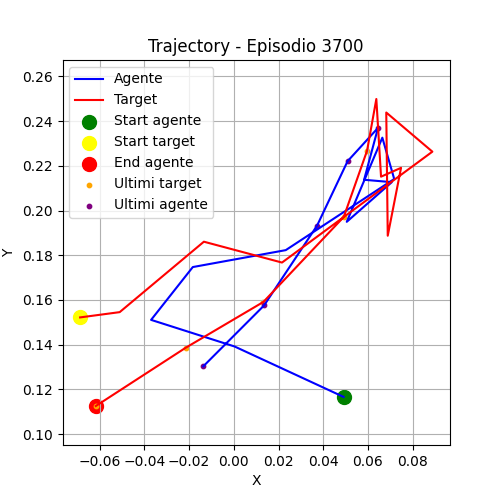 Trajectory - Episodio 3700
Agente
Target
Start agente
Start target
End agente
Ultimi target
Ultimi agente
0.26
0.24
0.22
0.20
0.18
0.16
0.14
0.12
0.10
Y
−0.06 −0.04 −0.02 0.00 0.02 0.04 0.06 0.08
X